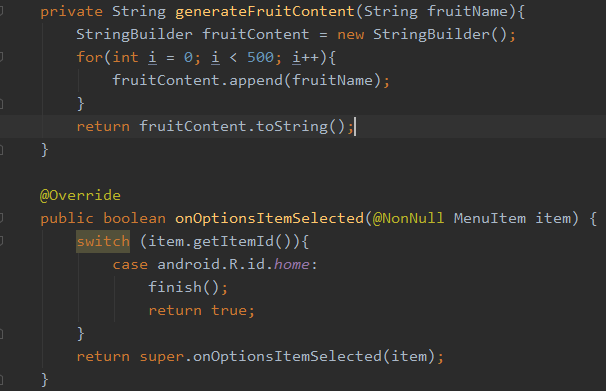 private String generateFruitContent(String fruitName){
    StringBuilder fruitContent = new StringBuilder();
    for(int i = 0; i < 500; i++){
        fruitContent.append(fruitName);
    }
    return fruitContent.toString();
}

@Override
public boolean onOptionsItemSelected(@NonNull MenuItem item) {
    switch (item.getItemId()){
        case android.R.id.home:
            finish();
            return true;
    }
    return super.onOptionsItemSelected(item);
}